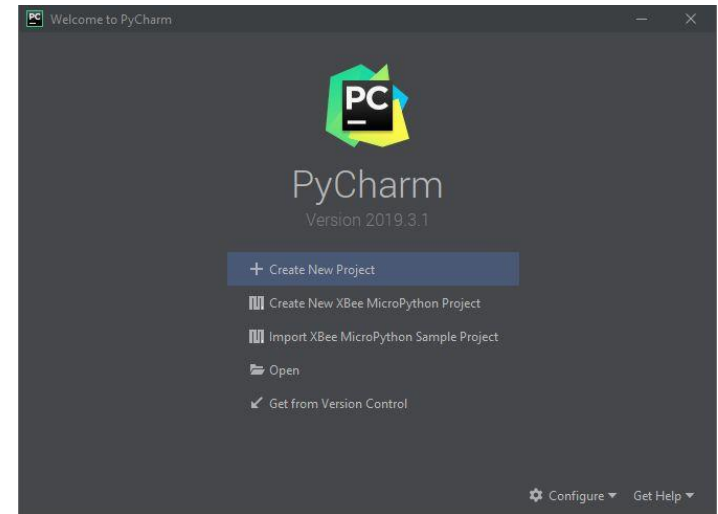 PC Welcome to PyCharm
PC
PyCharm
Version 2019.3.1
Create New Project
Create New XBee MicroPython Project
Import XBee MicroPython Sample Project
Open
Get from Version Control
Configure Get Help